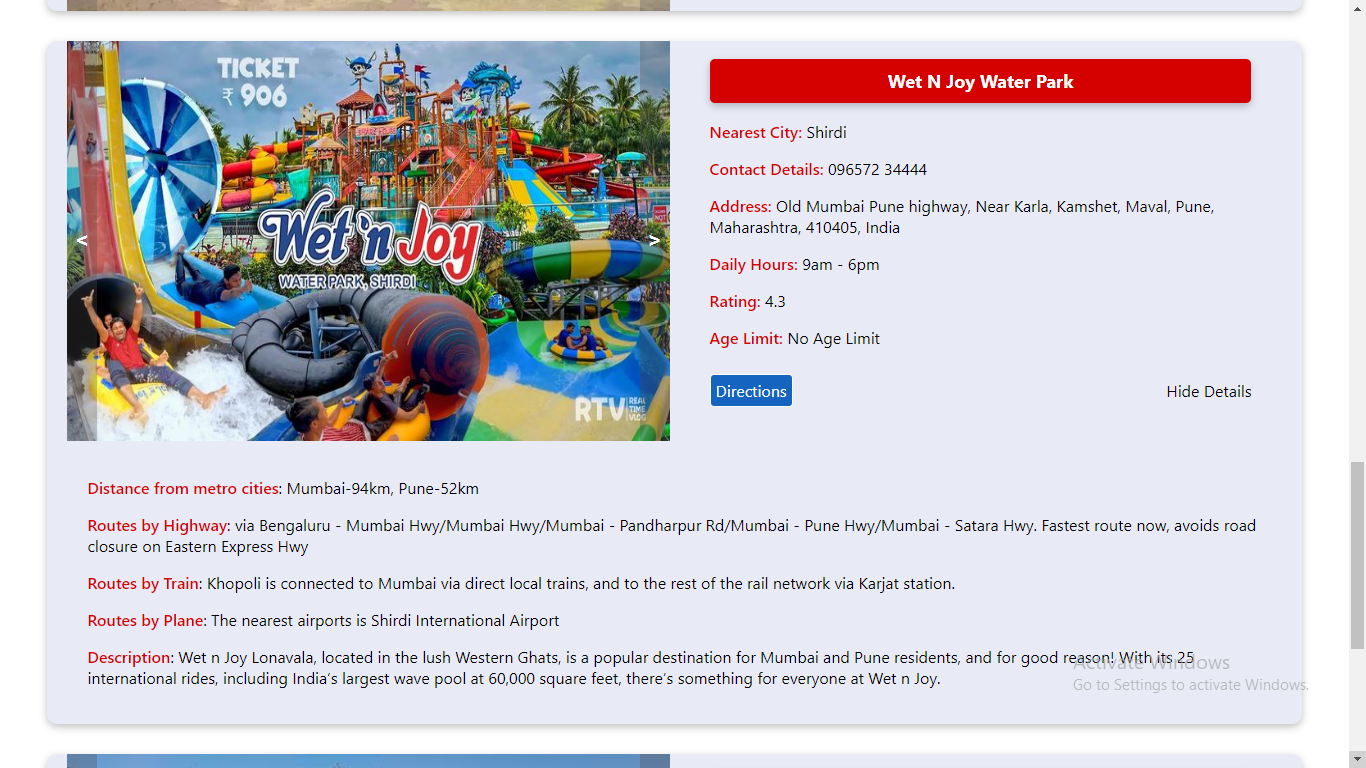 TICKET
₹ 906
Wet 'n Joy
WATER PARK, SHIRDI
RTV REAL
TIME
VLOG
<
>
Wet N Joy Water Park
Nearest City: Shirdi
Contact Details: 096572 34444
Address: Old Mumbai Pune highway, Near Karla, Kamshet, Maval, Pune,
Maharashtra, 410405, India
Daily Hours: 9am - 6pm
Rating: 4.3
Age Limit: No Age Limit
Directions
Hide Details
Distance from metro cities: Mumbai-94km, Pune-52km
Routes by Highway: via Bengaluru - Mumbai Hwy/Mumbai Hwy/Mumbai - Pandharpur Rd/Mumbai - Pune Hwy/Mumbai - Satara Hwy. Fastest route now, avoids road
closure on Eastern Express Hwy
Routes by Train: Khopoli is connected to Mumbai via direct local trains, and to the rest of the rail network via Karjat station.
Routes by Plane: The nearest airports is Shirdi International Airport
Description: Wet n Joy Lonavala, located in the lush Western Ghats, is a popular destination for Mumbai and Pune residents, and for good reason! With its 25
international rides, including India's largest wave pool at 60,000 square feet, there's something for everyone at Wet n Joy.
Activate Windows
Go to Settings to activate Windows.